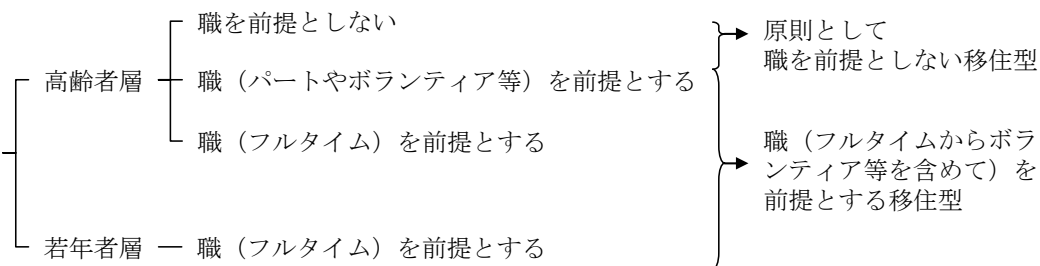 職を前提としない
高齢者層
職（パートやボランティア等）を前提とする
職（フルタイム）を前提とする
若年者層
職（フルタイム）を前提とする
原則として
職を前提としない移住型
職（フルタイムからボラ
ンティア等を含めて）を
前提とする移住型